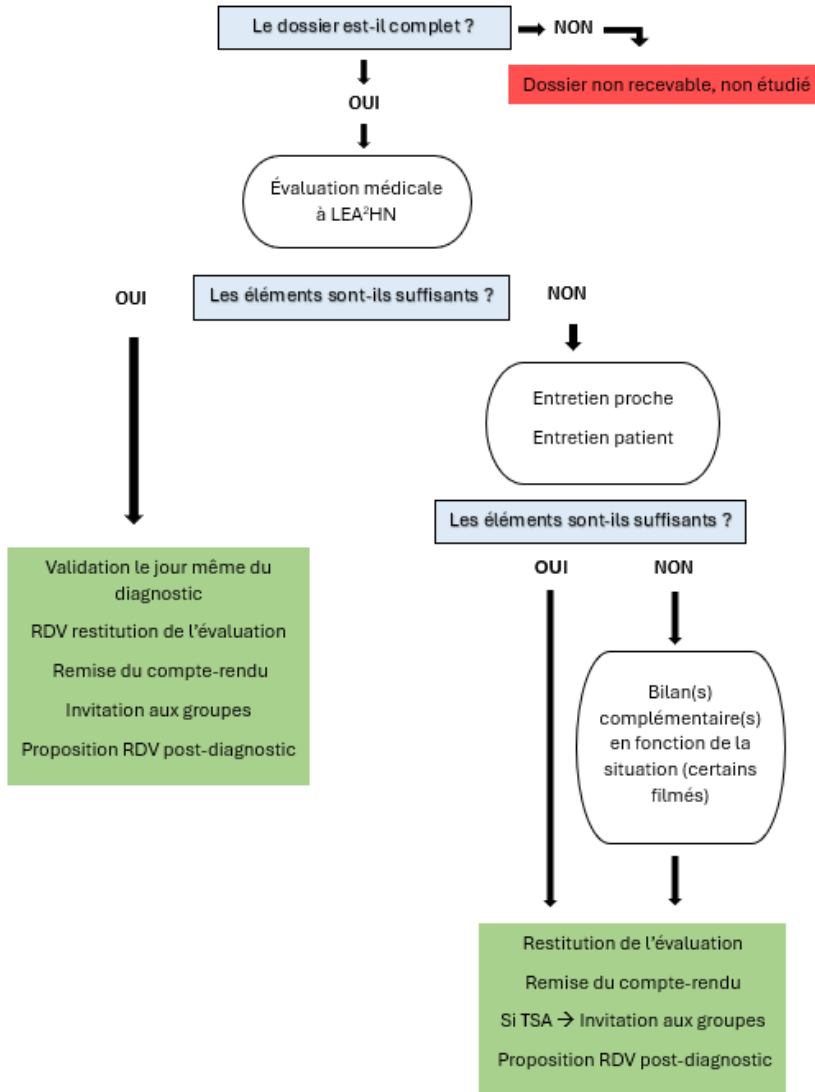 Le dossier est-il complet ?
NON
Dossier non recevable, non étudié
OUI
Évaluation médicale
à LEA²HN
OUI
Les éléments sont-ils suffisants ?
NON
Entretien proche
Entretien patient
Les éléments sont-ils suffisants ?
OUI
NON
Validation le jour même du
diagnostic
RDV restitution de l’évaluation
Remise du compte-rendu
Invitation aux groupes
Proposition RDV post-diagnostic
Bilan(s)
complémentaire(s)
en fonction de la
situation (certains
filmés)
Restitution de l’évaluation
Remise du compte-rendu
Si TSA → Invitation aux groupes
Proposition RDV post-diagnostic